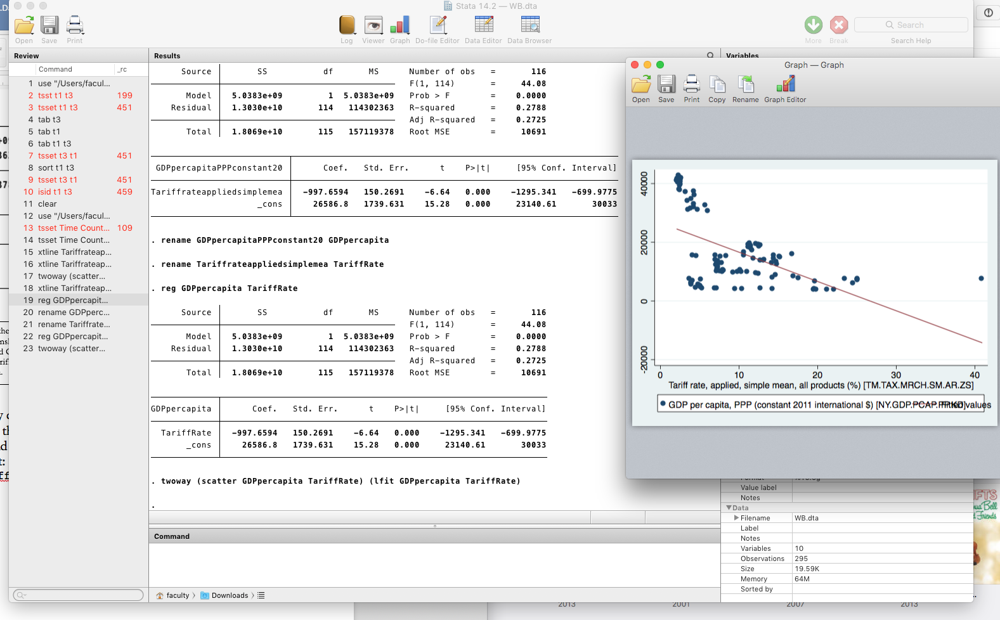 Stata 14.2 — WB.dta
Open Save Print Log Viewer Graph Do-file Editor Data Editor Data Browser More Break Search
Search Help
Review
Command _rc
1 use "/Users/facul...
2 tsst t1 t3 199
3 tsset t1 t3 451
4 tab t3
5 tab t1
6 tab t1 t3
7 tsset t3 t1 451
8 sort t1 t3
9 tsset t3 t1 451
10 isid t1 t3 459
11 clear
12 use "/Users/facul...
13 tsset Time Count... 109
14 tsset Time Count...
15 xtline Tariffrateap...
16 xtline Tariffrateap...
17 twoway (scatter...
18 xtline Tariffrateap...
19 reg GDPpercapit...
20 rename GDPperc...
21 rename Tariffrate...
22 reg GDPpercapit...
23 twoway (scatter...
Results
Source SS df MS Number of obs = 116
F(1, 114) = 44.08
Model 5.0383e+09 1 5.0383e+09 Prob > F = 0.0000
Residual 1.3030e+10 114 114302363 R-squared = 0.2788
Adj R-squared = 0.2725
Total 1.8069e+10 115 157119378 Root MSE = 10691
GDPpercapitaPPPconstant20 Coef. Std. Err. t P>|t| [95% Conf. Interval]
Tariffrateappliedsimplemea -997.6594 150.2691 -6.64 0.000 -1295.341 -699.9775
_cons 26586.8 1739.631 15.28 0.000 23140.61 30033
. rename GDPpercapitaPPPconstant20 GDPpercapita
. rename Tariffrateappliedsimplemea TariffRate
. reg GDPpercapita TariffRate
Source SS df MS Number of obs = 116
F(1, 114) = 44.08
Model 5.0383e+09 1 5.0383e+09 Prob > F = 0.0000
Residual 1.3030e+10 114 114302363 R-squared = 0.2788
Adj R-squared = 0.2725
Total 1.8069e+10 115 157119378 Root MSE = 10691
GDPpercapita Coef. Std. Err. t P>|t| [95% Conf. Interval]
TariffRate -997.6594 150.2691 -6.64 0.000 -1295.341 -699.9775
_cons 26586.8 1739.631 15.28 0.000 23140.61 30033
. twoway (scatter GDPpercapita TariffRate) (lfit GDPpercapita TariffRate)
.
Command
faculty > Downloads >
Variables
Graph — Graph
Open Save Print Copy Rename Graph Editor
40000
20000
0
-20000
0 10 20 30 40
Tariff rate, applied, simple mean, all products (%) [TM.TAX.MRCH.SM.AR.ZS]
GDP per capita, PPP (constant 2011 international $) [NY.GDP.PCAP.PP.KD] Fitted values
Value label
Notes
Data
Filename WB.dta
Label
Notes
Variables 10
Observations 295
Size 19.59K
Memory 64M
Sorted by
2013 2001 2007 2013